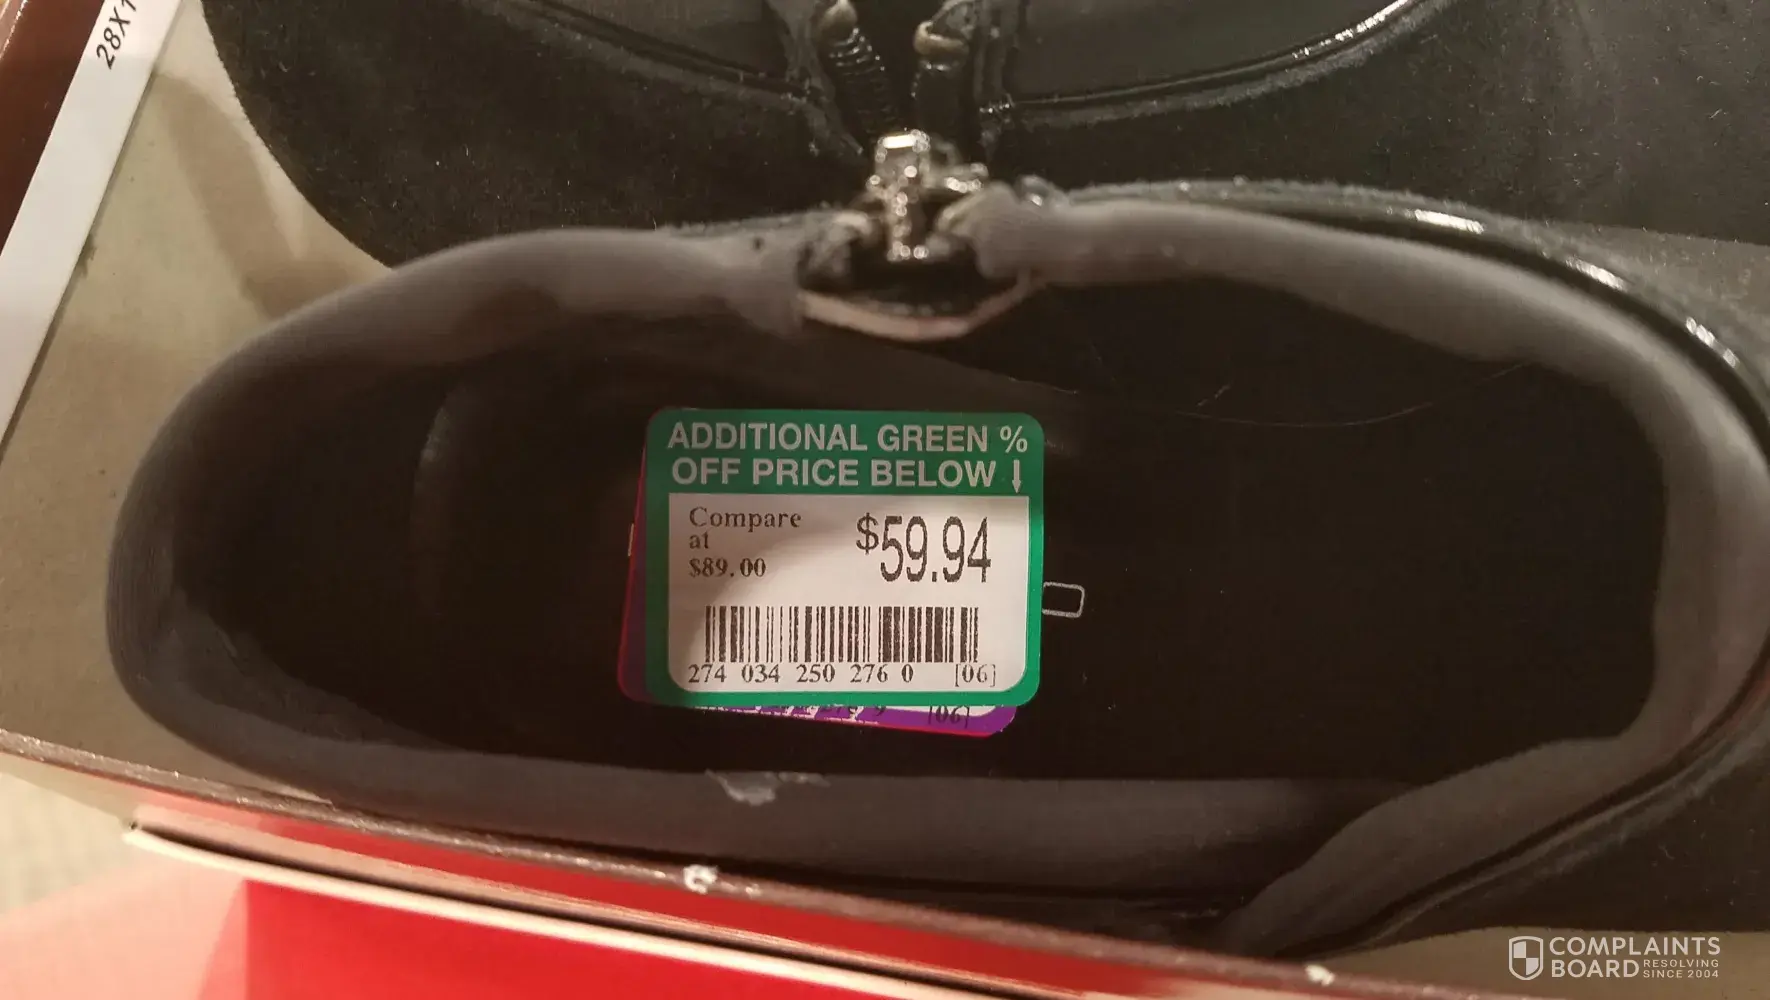 28X1
ADDITIONAL GREEN %
OFF PRICE BELOW ↓
Compare
at
$89.00
$59.94
274 034 250 276 0 [06]
[06]
COMPLAINTS
BOARD RESOLVING
SINCE 2004